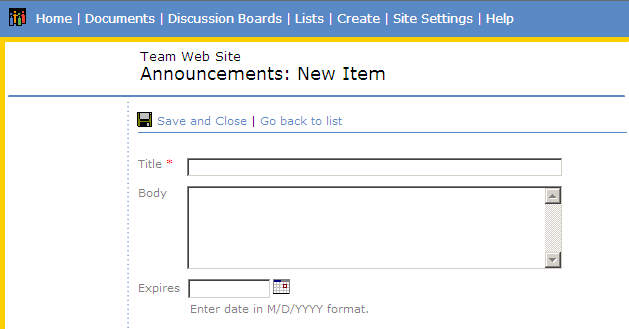 Home | Documents | Discussion Boards | Lists | Create | Site Settings | Help
Team Web Site
Announcements: New Item
Save and Close | Go back to list
Title *
Body
Expires
Enter date in M/D/YYYY format.